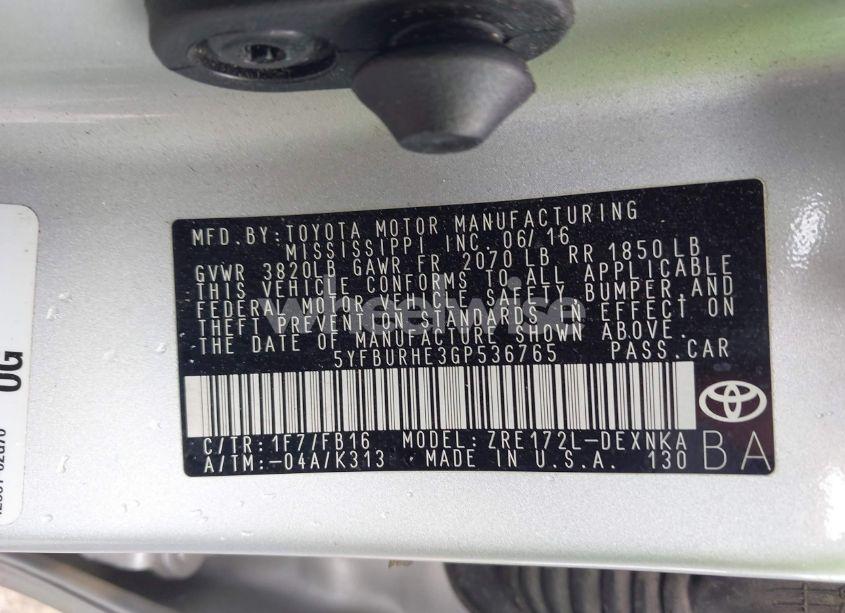 MFD. BY: TOYOTA MOTOR MANUFACTURING
MISSISSIPPI INC. 06/16
GVWR 3820LB GAWR FR 2070 LB RR 1850 LB
THIS VEHICLE CONFORMS TO ALL APPLICABLE
FEDERAL MOTOR VEHICLE SAFETY, BUMPER, AND
THEFT PREVENTION STANDARDS IN EFFECT ON
THE DATE OF MANUFACTURE SHOWN ABOVE.
5YFBURHE3GP536765 PASS. CAR
C/TR: 1F7/FB16 MODEL: ZRE172L-DEXNKA
A/TM: -04A/K313 MADE IN U.S.A. 130 BA
wheelwise
0G